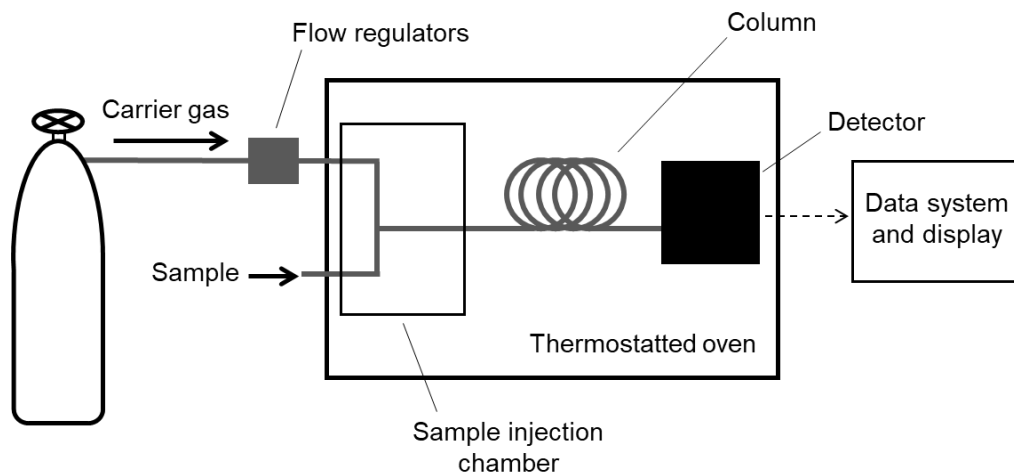 Flow regulators
Column
Carrier gas
Detector
Data system
and display
Sample
Thermostatted oven
Sample injection
chamber